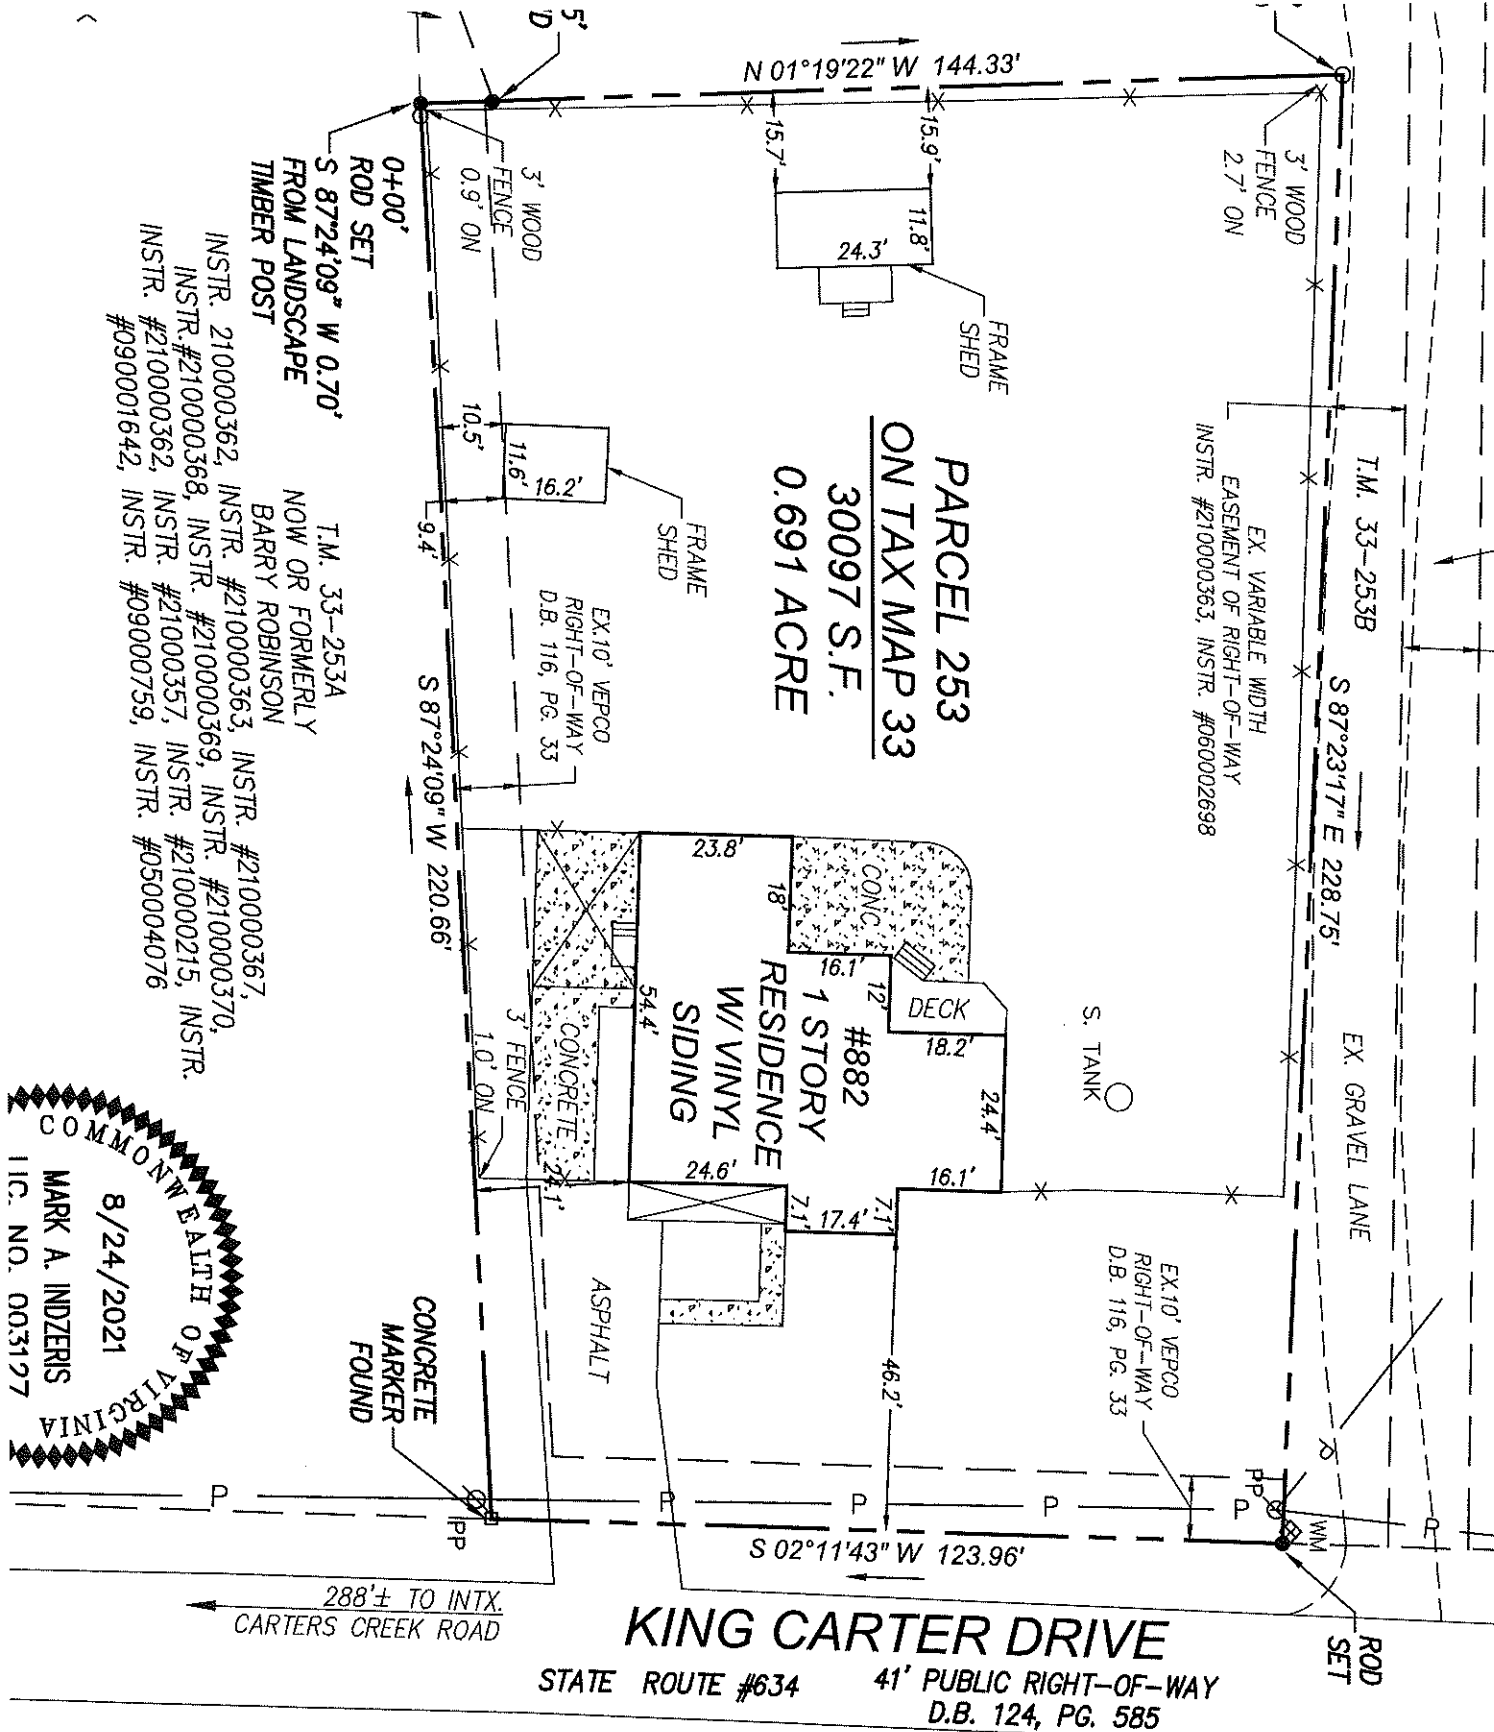 5'
D
N 01°19'22" W 144.33'
15.7'
15.9'
11.8'
24.3'
FRAME
SHED
3' WOOD
FENCE
2.7' ON
3' WOOD
FENCE
0.9' ON
0+00'
ROD SET
S 87°24'09" W 0.70'
FROM LANDSCAPE
TIMBER POST
10.5'
11.6'
16.2'
9.4'
FRAME
SHED
PARCEL 253
ON TAX MAP 33
30097 S.F.
0.691 ACRE
EX. VARIABLE WIDTH
EASEMENT OF RIGHT-OF-WAY
INSTR. #210000363, INSTR. #060002698
T.M. 33-253B
S 87°23'17" E 228.75'
EX. GRAVEL LANE
EX.10' VEPCO
RIGHT-OF-WAY
D.B. 116, PG. 33
S 87°24'09" W 220.66'
T.M. 33-253A
NOW OR FORMERLY
BARRY ROBINSON
INSTR. 210000362, INSTR. #210000363, INSTR. #210000367,
INSTR.#210000368, INSTR. #210000369, INSTR. #210000370,
INSTR. #210000362, INSTR. #210000357, INSTR. #210000215, INSTR.
#090001642, INSTR. #090000759, INSTR. #050004076
23.8'
18'
CONC.
16.1'
12'
DECK
18.2'
24.4'
16.1'
7.1'
17.4'
7.1'
24.6'
54.4'
#882
1 STORY
RESIDENCE
W/ VINYL
SIDING
S. TANK
CONCRETE
3' FENCE
1.0' ON
24.1'
ASPHALT
46.2'
EX.10' VEPCO
RIGHT-OF-WAY
D.B. 116, PG. 33
CONCRETE
MARKER
FOUND
COMMONWEALTH OF VIRGINIA
8/24/2021
MARK A. INDZERIS
LIC. NO. 003127
P
P
P
P
P
P
P
PP
PP
WM
S 02°11'43" W 123.96'
ROD
SET
288'± TO INTX.
CARTERS CREEK ROAD
KING CARTER DRIVE
STATE ROUTE #634 41' PUBLIC RIGHT-OF-WAY
D.B. 124, PG. 585